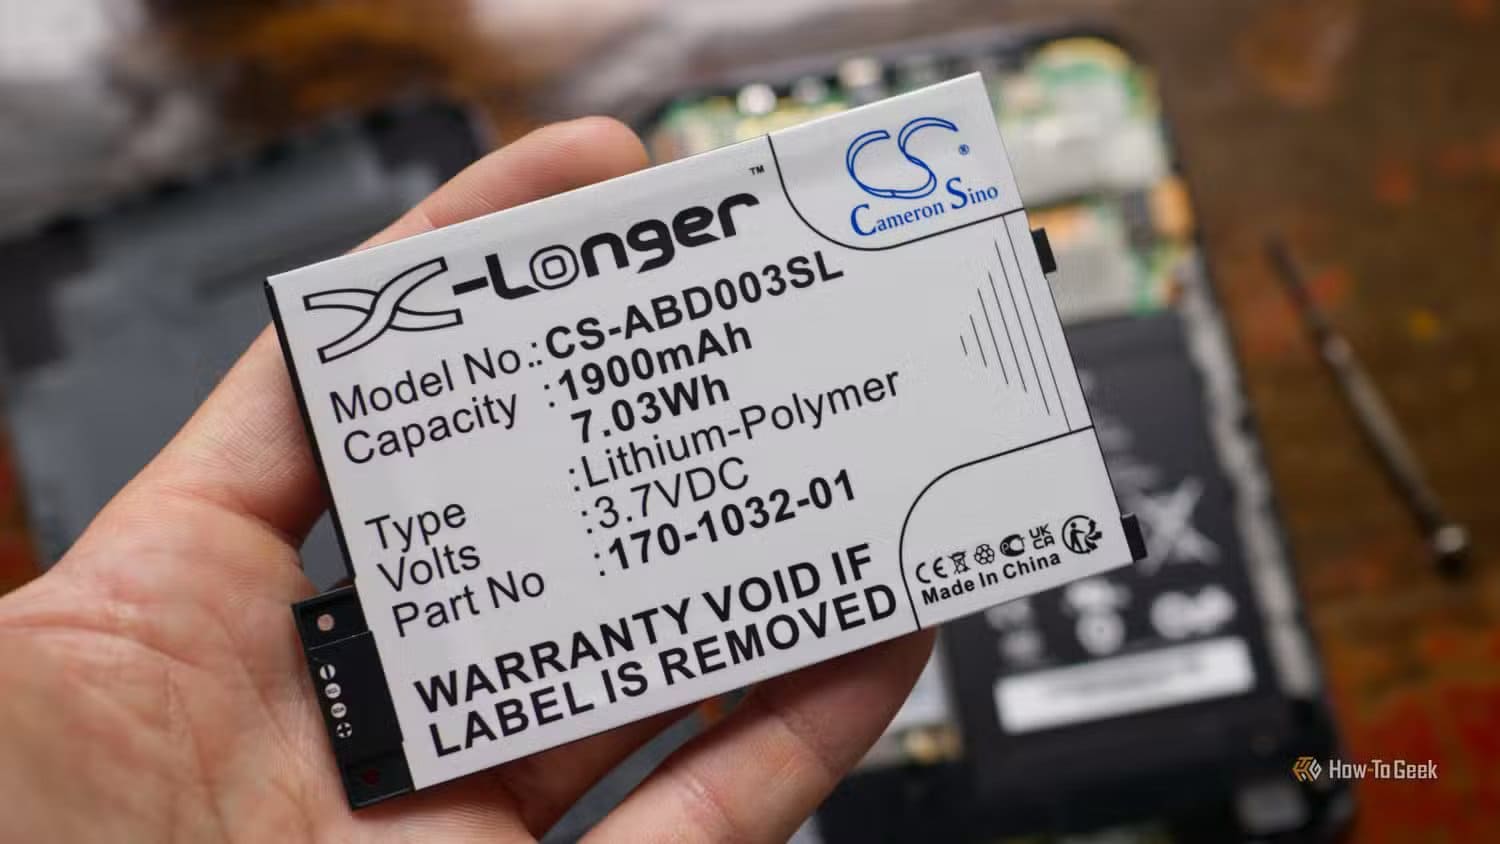 X-Longer™
CS®
Cameron Sino
Model No.:CS-ABD003SL
Capacity :1900mAh
7.03Wh
Type :Lithium-Polymer
Volts :3.7VDC
Part No :170-1032-01
WARRANTY VOID IF
LABEL IS REMOVED
CE UK CA
Made In China
How-To Geek